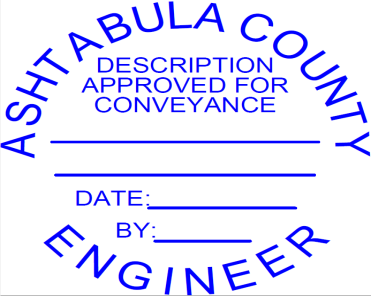 ASHTABULA COUNTY
DESCRIPTION
APPROVED FOR
CONVEYANCE
DATE:
BY:
ENGINEER